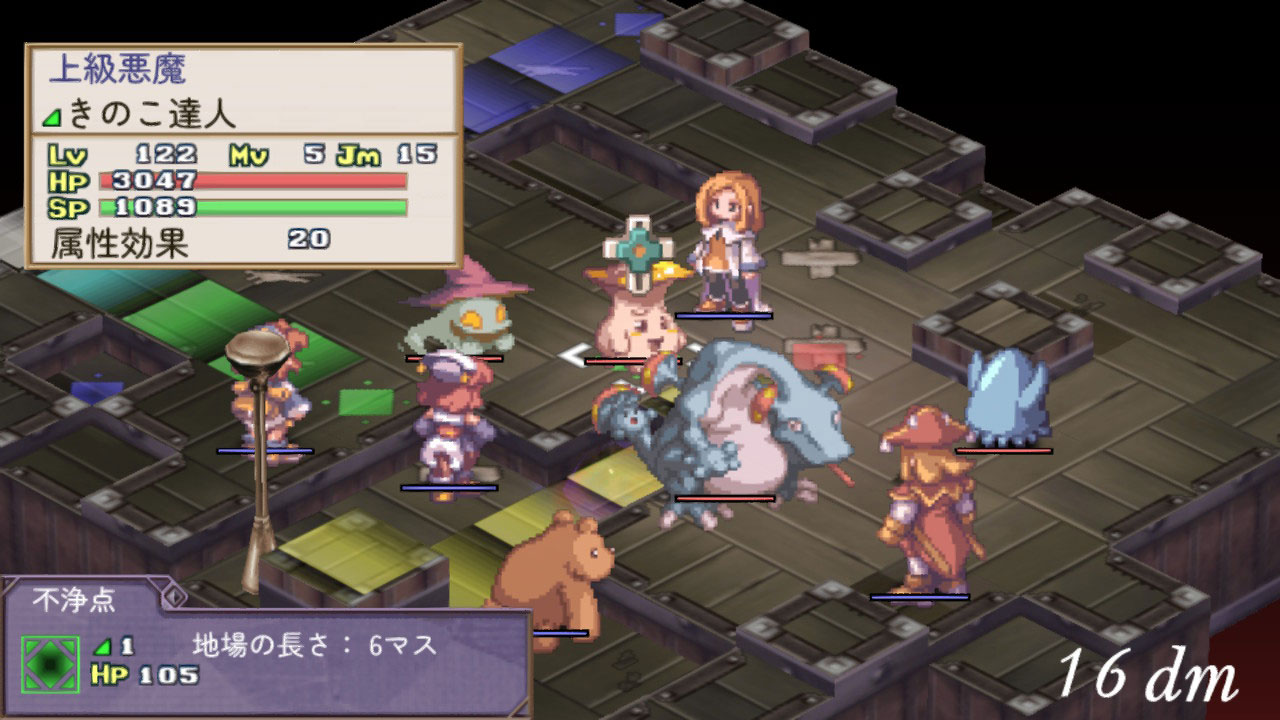 上級悪魔
きのこ達人
Lv 122 Mv 5 Jm 15
HP 3047
SP 1089
属性効果 20
不浄点
1 地場の長さ: 6マス
HP 105
16 dm